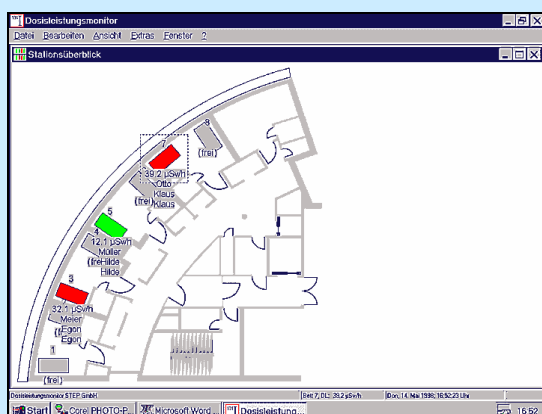 Dosisleistungsmonitor
Datei Bearbeiten Ansicht Extras Fenster ?
Stationsüberblick
8
(frei)
7
39,2 µSv/h
Otto
Klaus
Klaus
(frei)
5
12,1 µSv/h
4
Müller
(frei
Hilde
Hilde
3
32,1 µSv/h
Meier
Egon
Egon
1
(frei)
Dosisleistungsmonitor STEP GmbH
Bett 7, DL: 39,2 µSv/h
Don, 14. Mai 1998, 16:52:23 Uhr
Start
Corel PHOTO-P...
Microsoft Word ...
Dosisleistung...
16:52